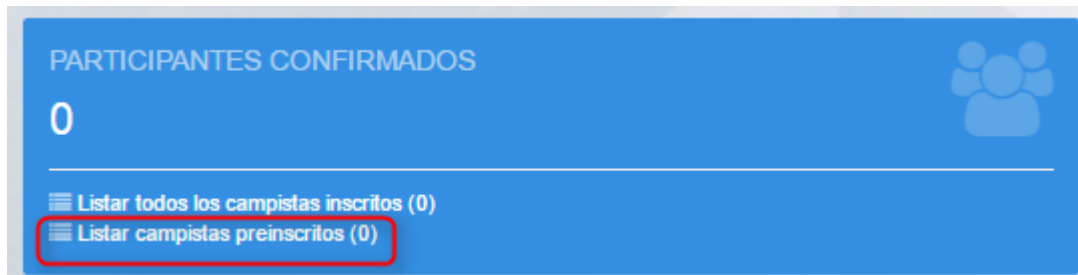 PARTICIPANTES CONFIRMADOS
0
Listar todos los campistas inscritos (0)
Listar campistas preinscritos (0)